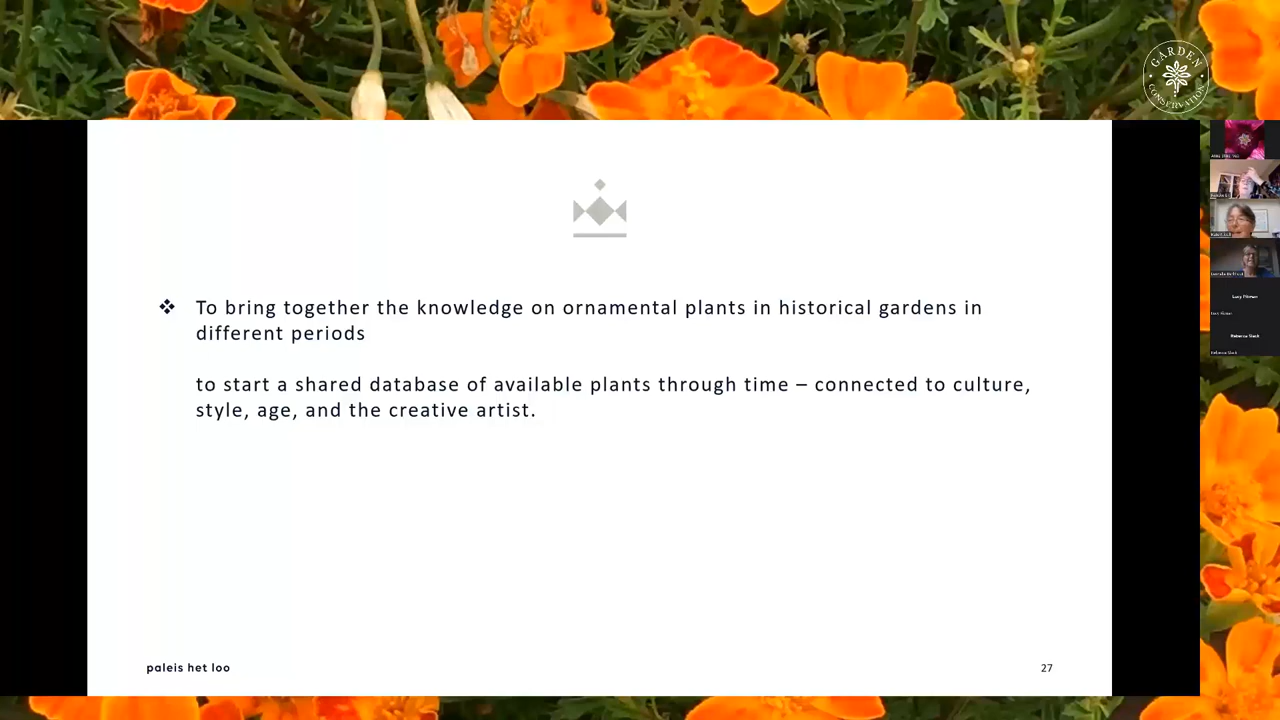 GARDEN
CONSERVATION
❖ To bring together the knowledge on ornamental plants in historical gardens in
different periods
to start a shared database of available plants through time – connected to culture,
style, age, and the creative artist.
paleis het loo
27
Lucy Pitman
Rebecca Slack
Rebecca Slack